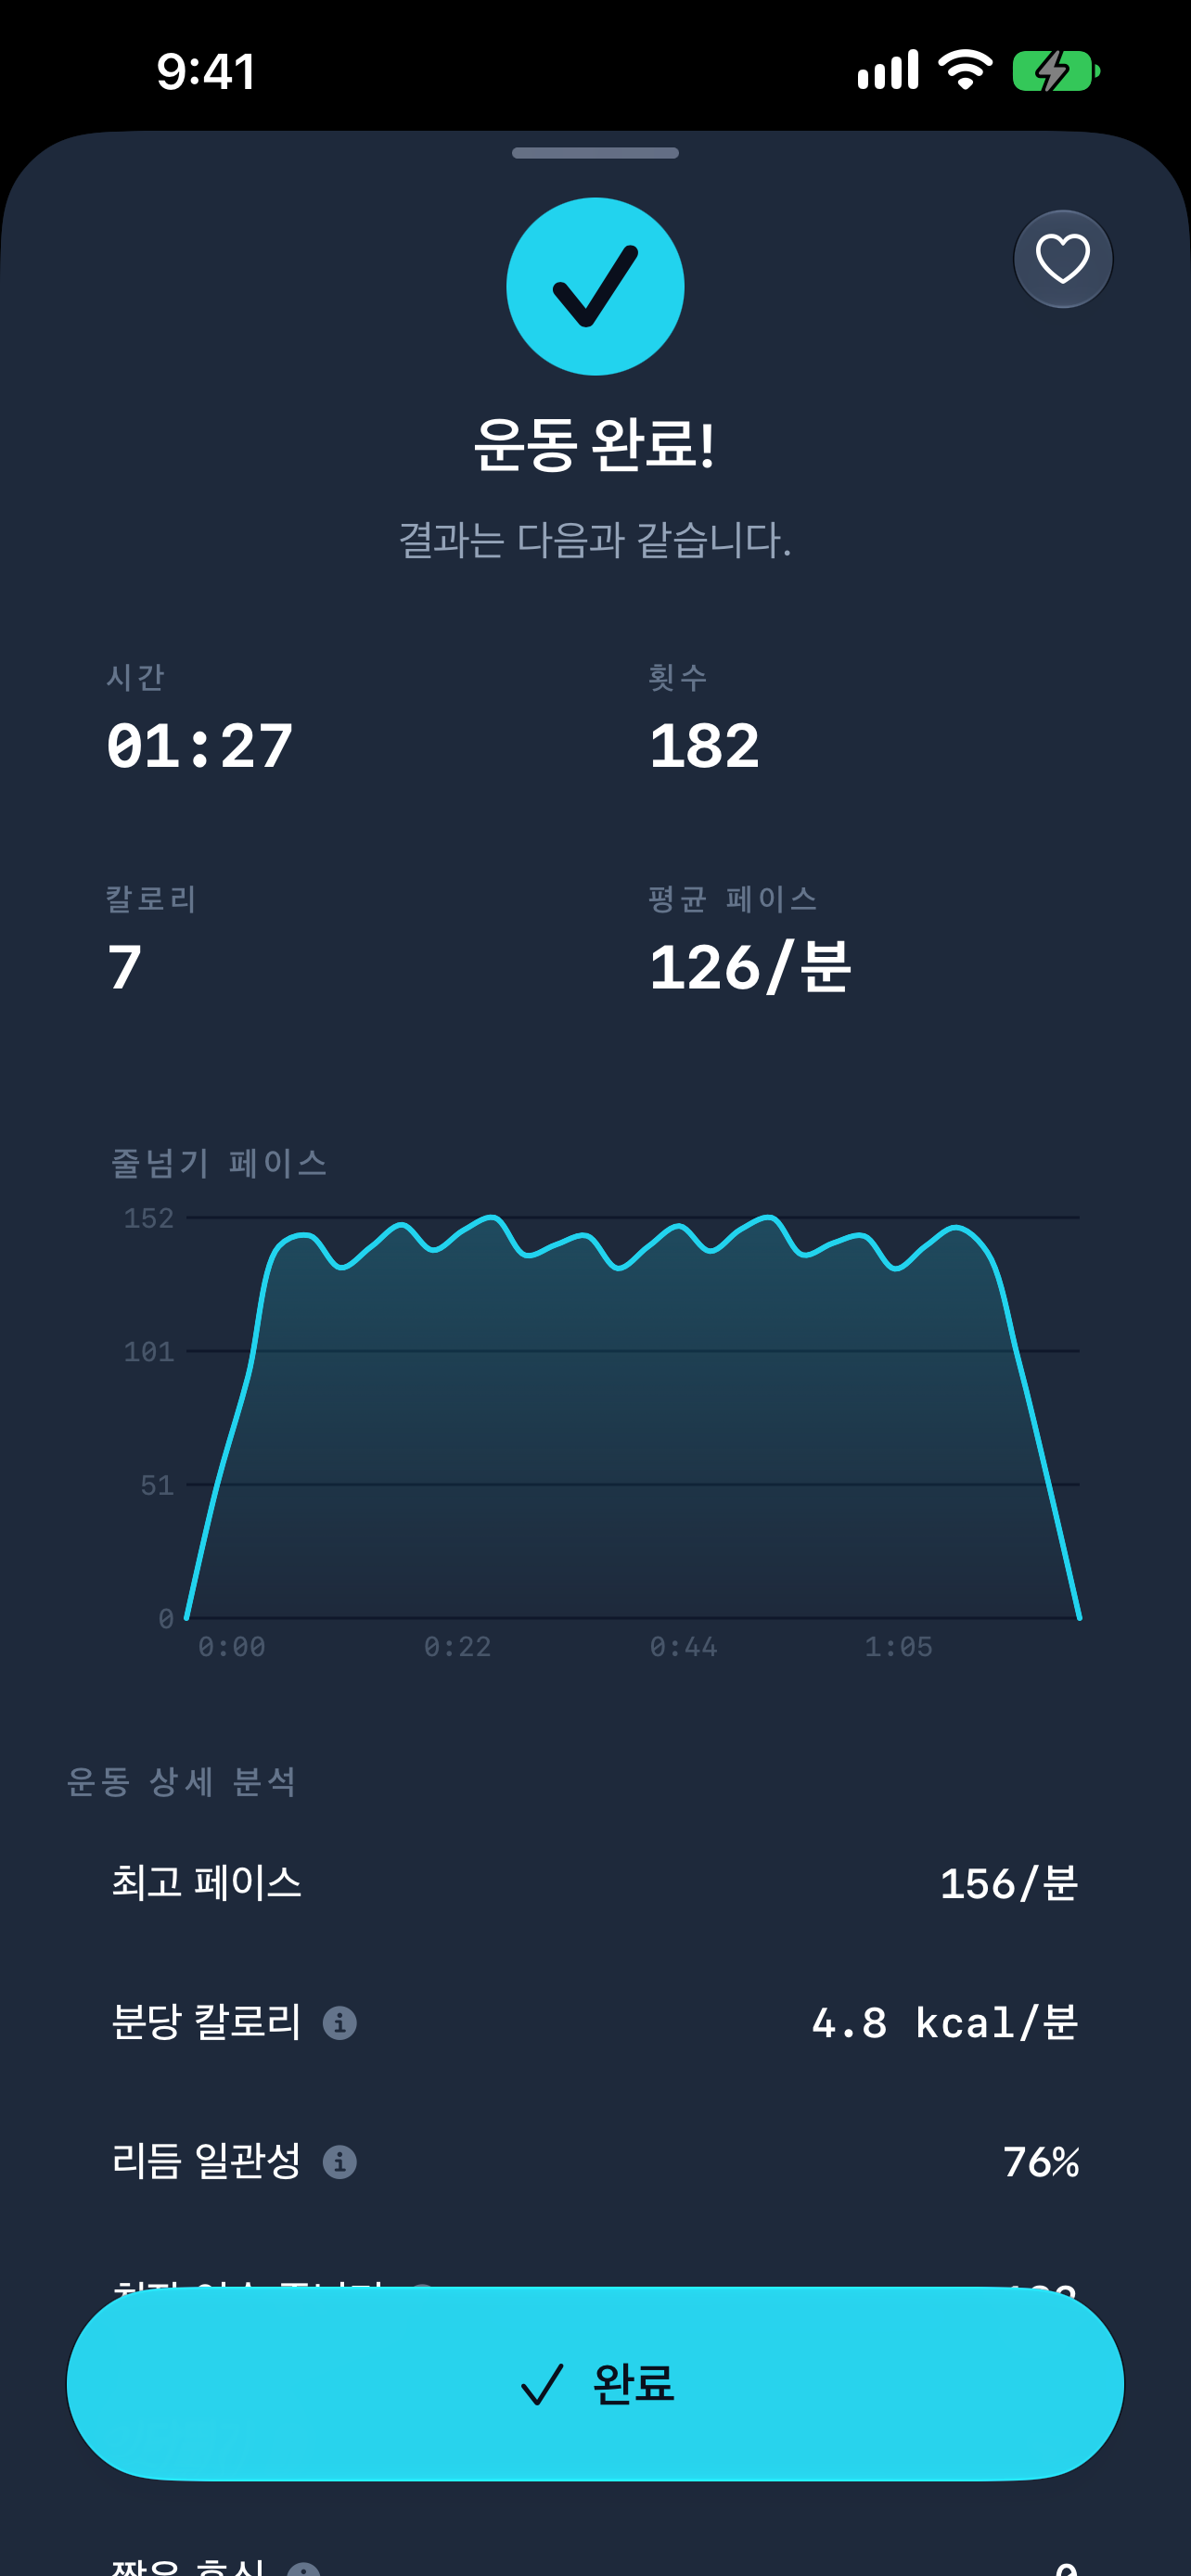 9:41
운동 완료!
결과는 다음과 같습니다.
시간
횟수
01:27
182
칼로리
평균 페이스
7
126/분
줄넘기 페이스
152
101
51
0
0:00 0:22 0:44 1:05
운동 상세 분석
최고 페이스 156/분
분당 칼로리 4.8 kcal/분
리듬 일관성 76%
완료